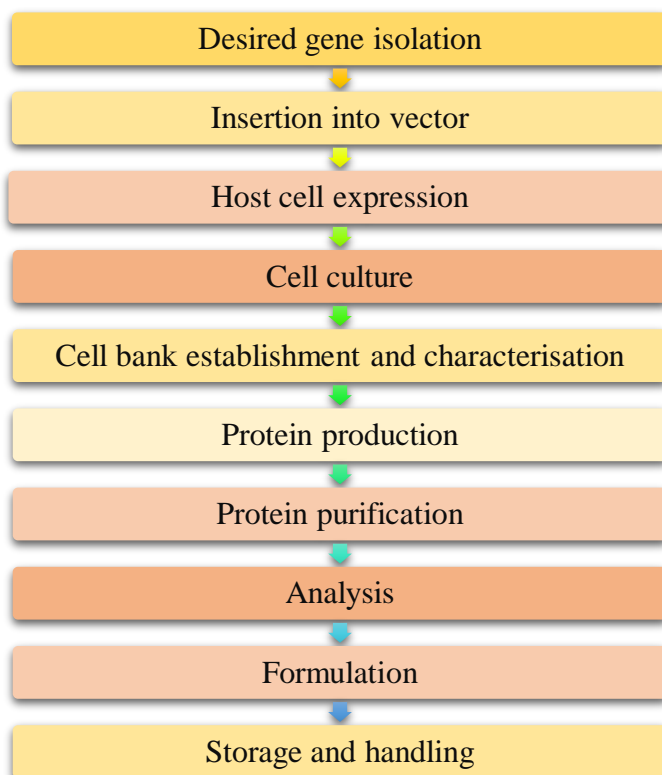 Desired gene isolation
Insertion into vector
Host cell expression
Cell culture
Cell bank establishment and characterisation
Protein production
Protein purification
Analysis
Formulation
Storage and handling